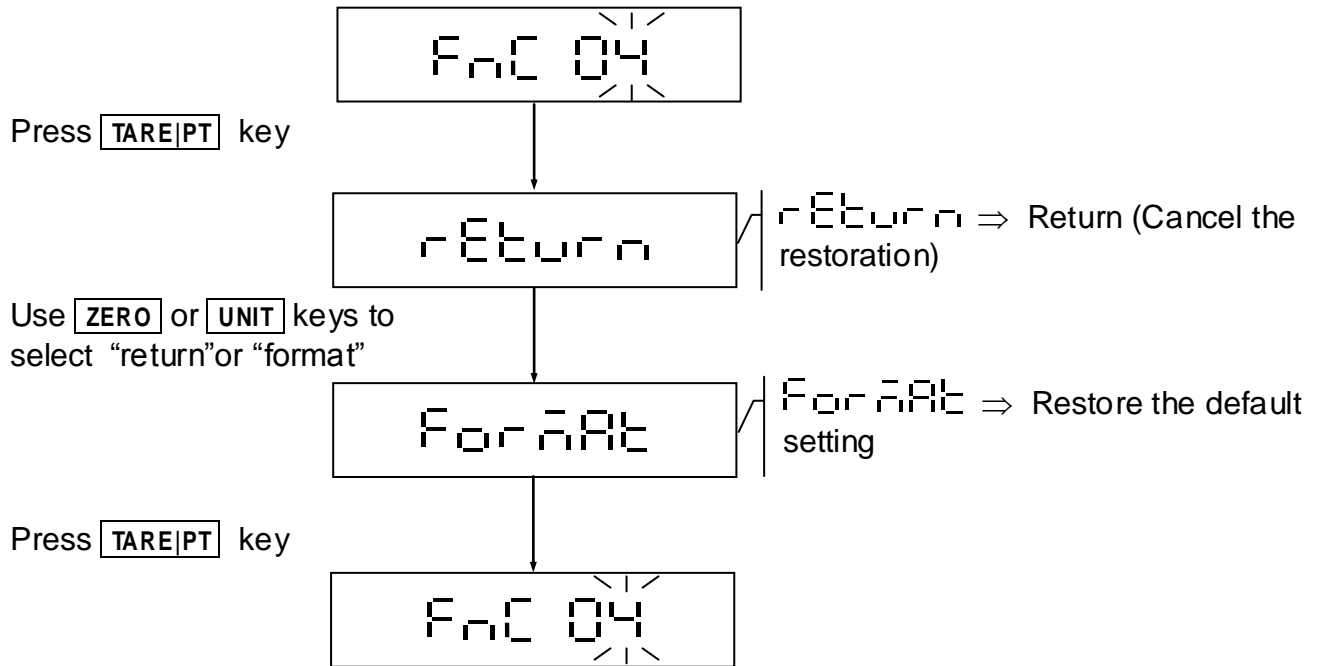 FnC 04
Press TARE|PT key
rEturn
rEturn ⇒ Return (Cancel the
restoration)
Use ZERO or UNIT keys to
select “return”or “format”
FormAt
FormAt ⇒ Restore the default
setting
Press TARE|PT key
FnC 04